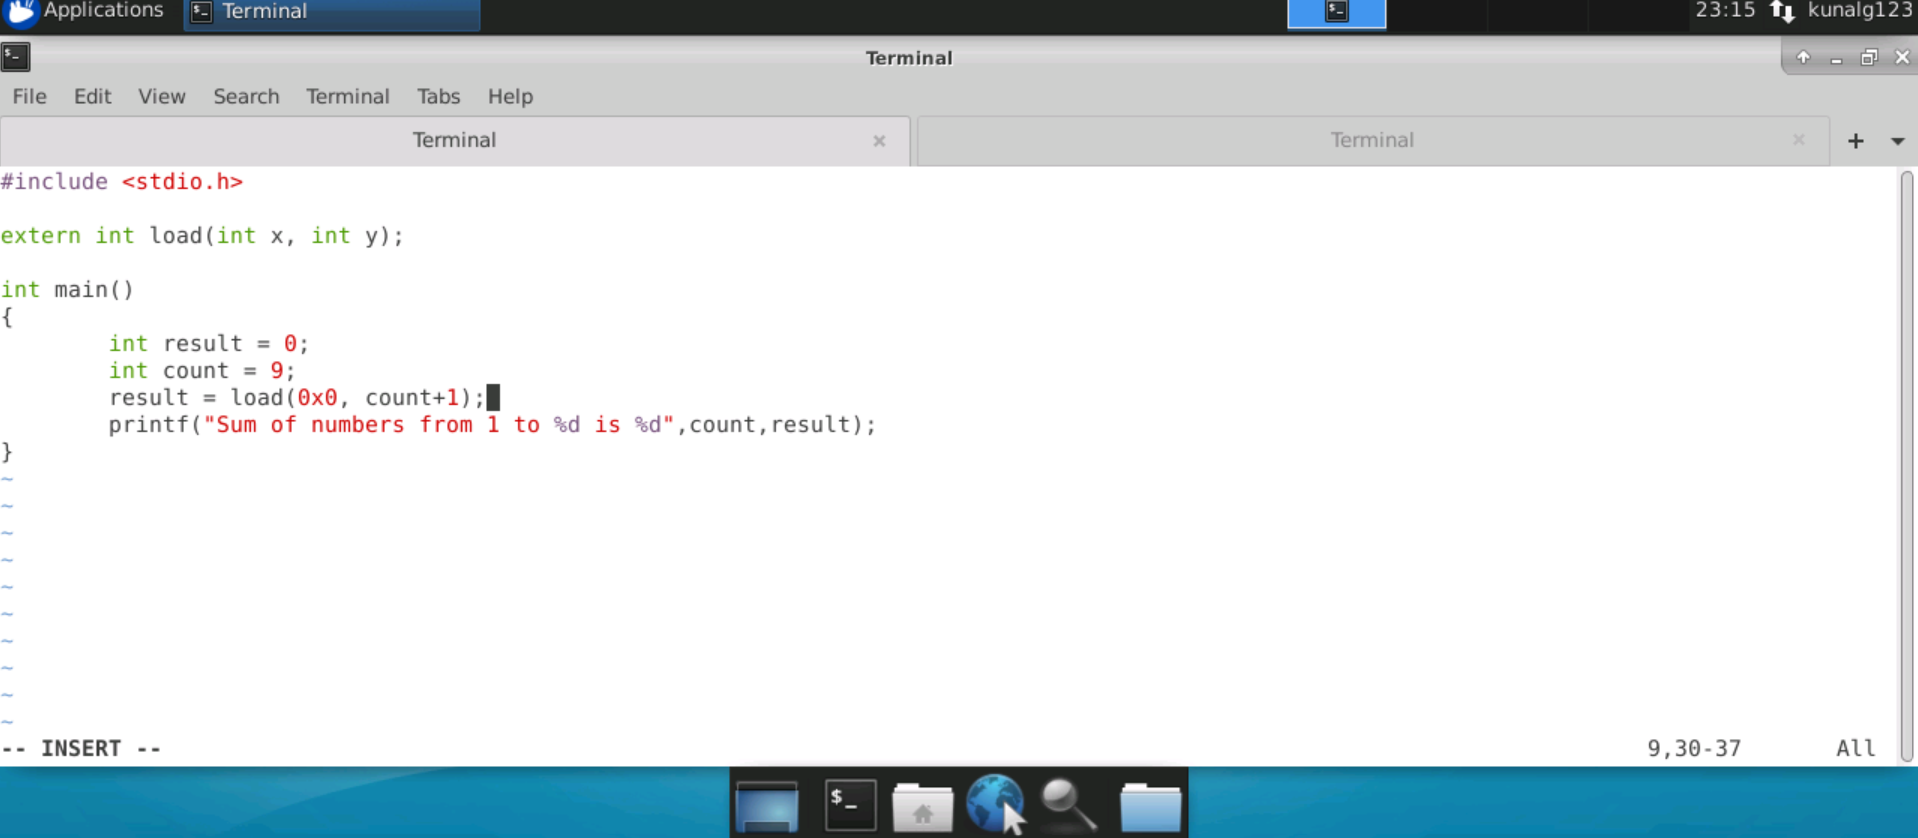 Applications Terminal 23:15 kunalg123
Terminal
File Edit View Search Terminal Tabs Help
Terminal Terminal
#include <stdio.h>
extern int load(int x, int y);
int main()
{
        int result = 0;
        int count = 9;
        result = load(0x0, count+1);
        printf("Sum of numbers from 1 to %d is %d",count,result);
}
~
~
~
~
~
~
~
~
~
~
-- INSERT -- 9,30-37 All